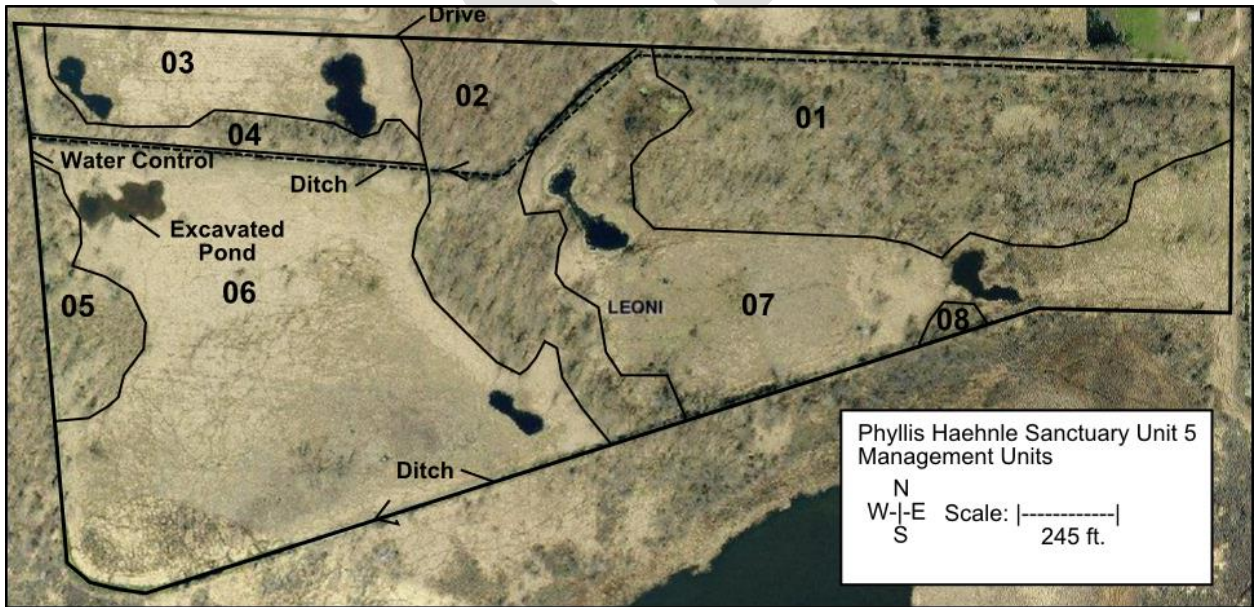 Drive
03
02
01
04
Water Control
Ditch
Excavated
Pond
05
06
LEONI
07
08
Ditch
Phyllis Haehnle Sanctuary Unit 5
Management Units
N
W-|-E Scale: |------------|
S
245 ft.